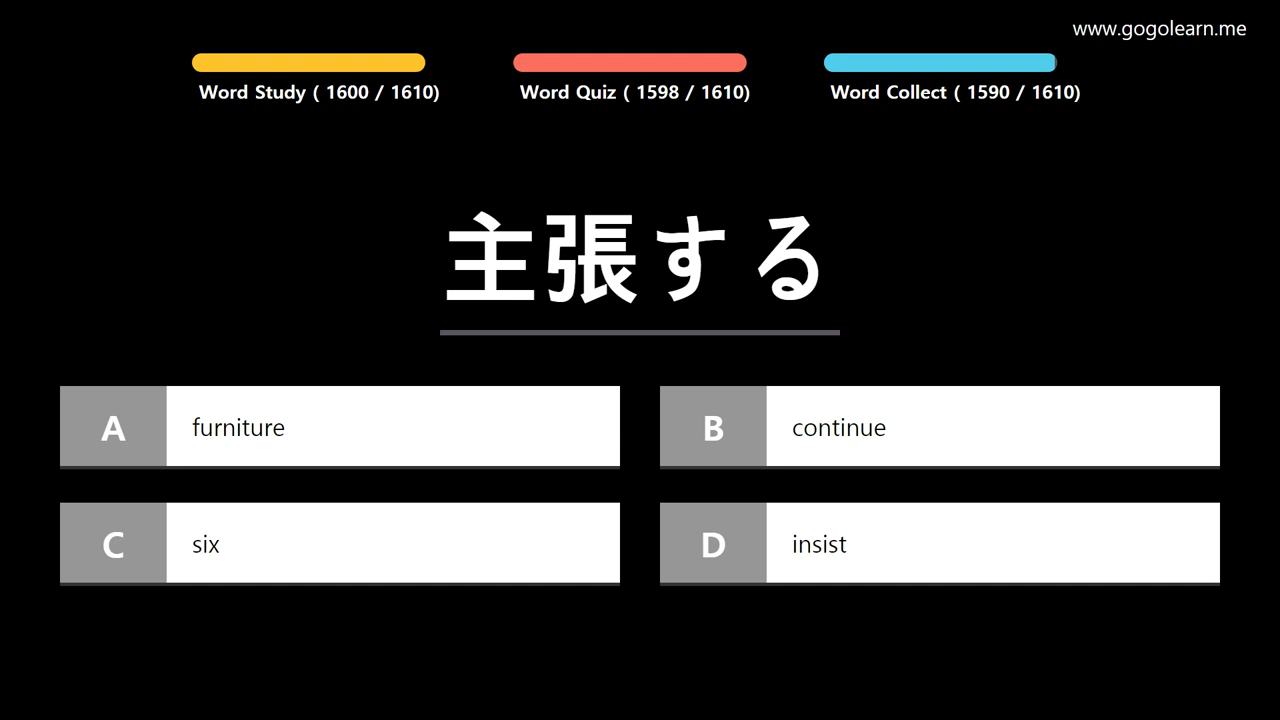 www.gogolearn.me
Word Study ( 1600 / 1610)
Word Quiz ( 1598 / 1610)
Word Collect ( 1590 / 1610)
主張する
A furniture
B continue
C six
D insist